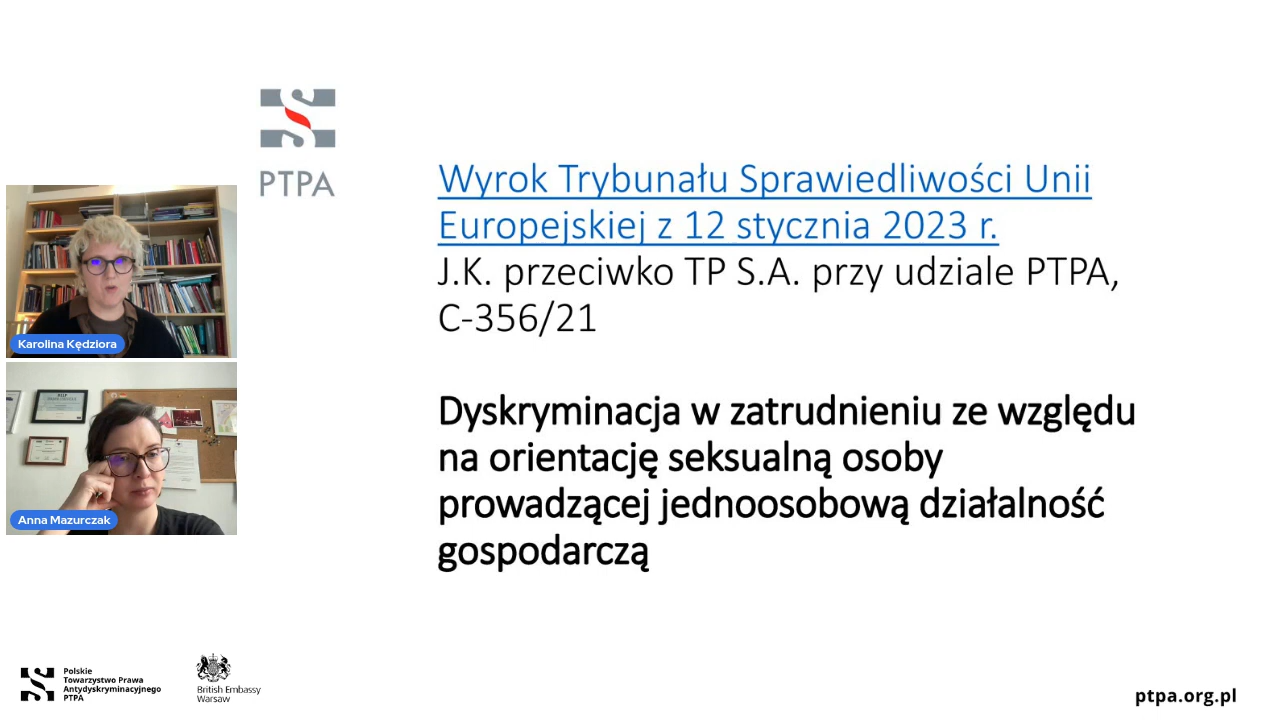 PTPA
Wyrok Trybunału Sprawiedliwości Unii
Europejskiej z 12 stycznia 2023 r.
J.K. przeciwko TP S.A. przy udziale PTPA,
C-356/21
Dyskryminacja w zatrudnieniu ze względu
na orientację seksualną osoby
prowadzącej jednoosobową działalność
gospodarczą
Karolina Kędziora
Anna Mazurczak
Polskie
Towarzystwo Prawa
Antydyskryminacyjnego
PTPA
British Embassy
Warsaw
ptpa.org.pl